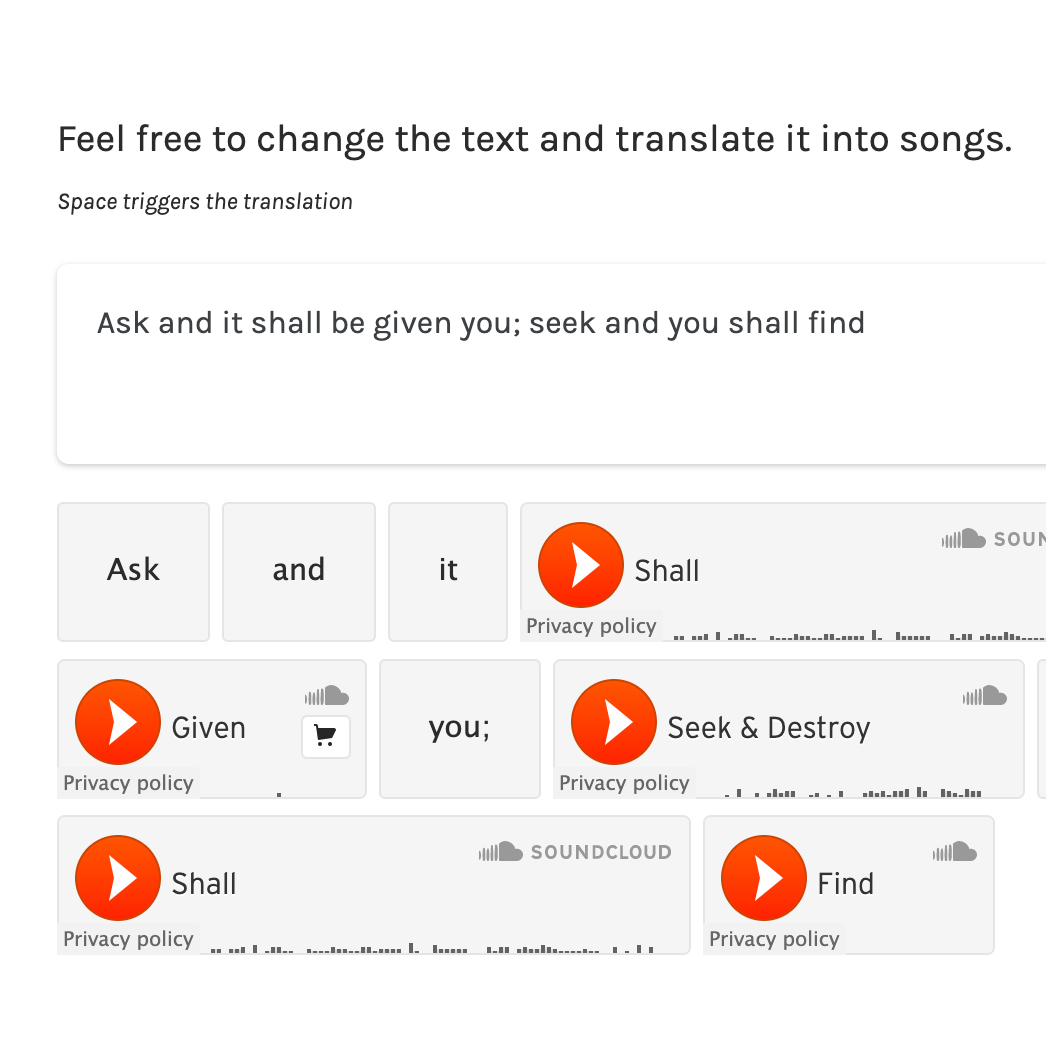 Feel free to change the text and translate it into songs.
Space triggers the translation
Ask and it shall be given you; seek and you shall find
Ask
and
it
Shall
Privacy policy
Given
Privacy policy
you;
Seek & Destroy
Privacy policy
Shall
SOUNDCLOUD
Privacy policy
Find
Privacy policy